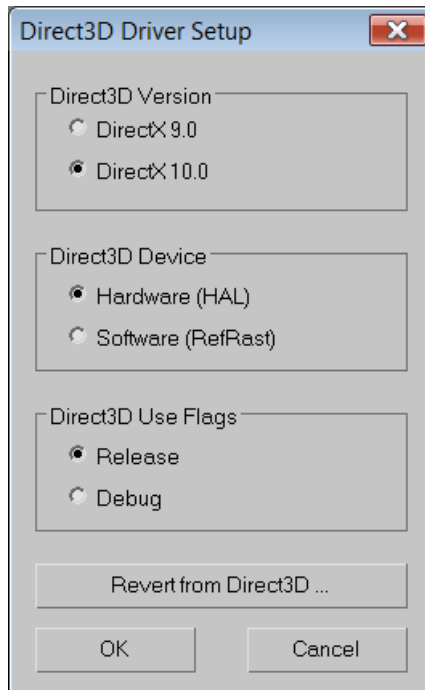 Direct3D Driver Setup
Direct3D Version
DirectX 9.0
DirectX 10.0
Direct3D Device
Hardware (HAL)
Software (RefRast)
Direct3D Use Flags
Release
Debug
Revert from Direct3D ...
OK Cancel